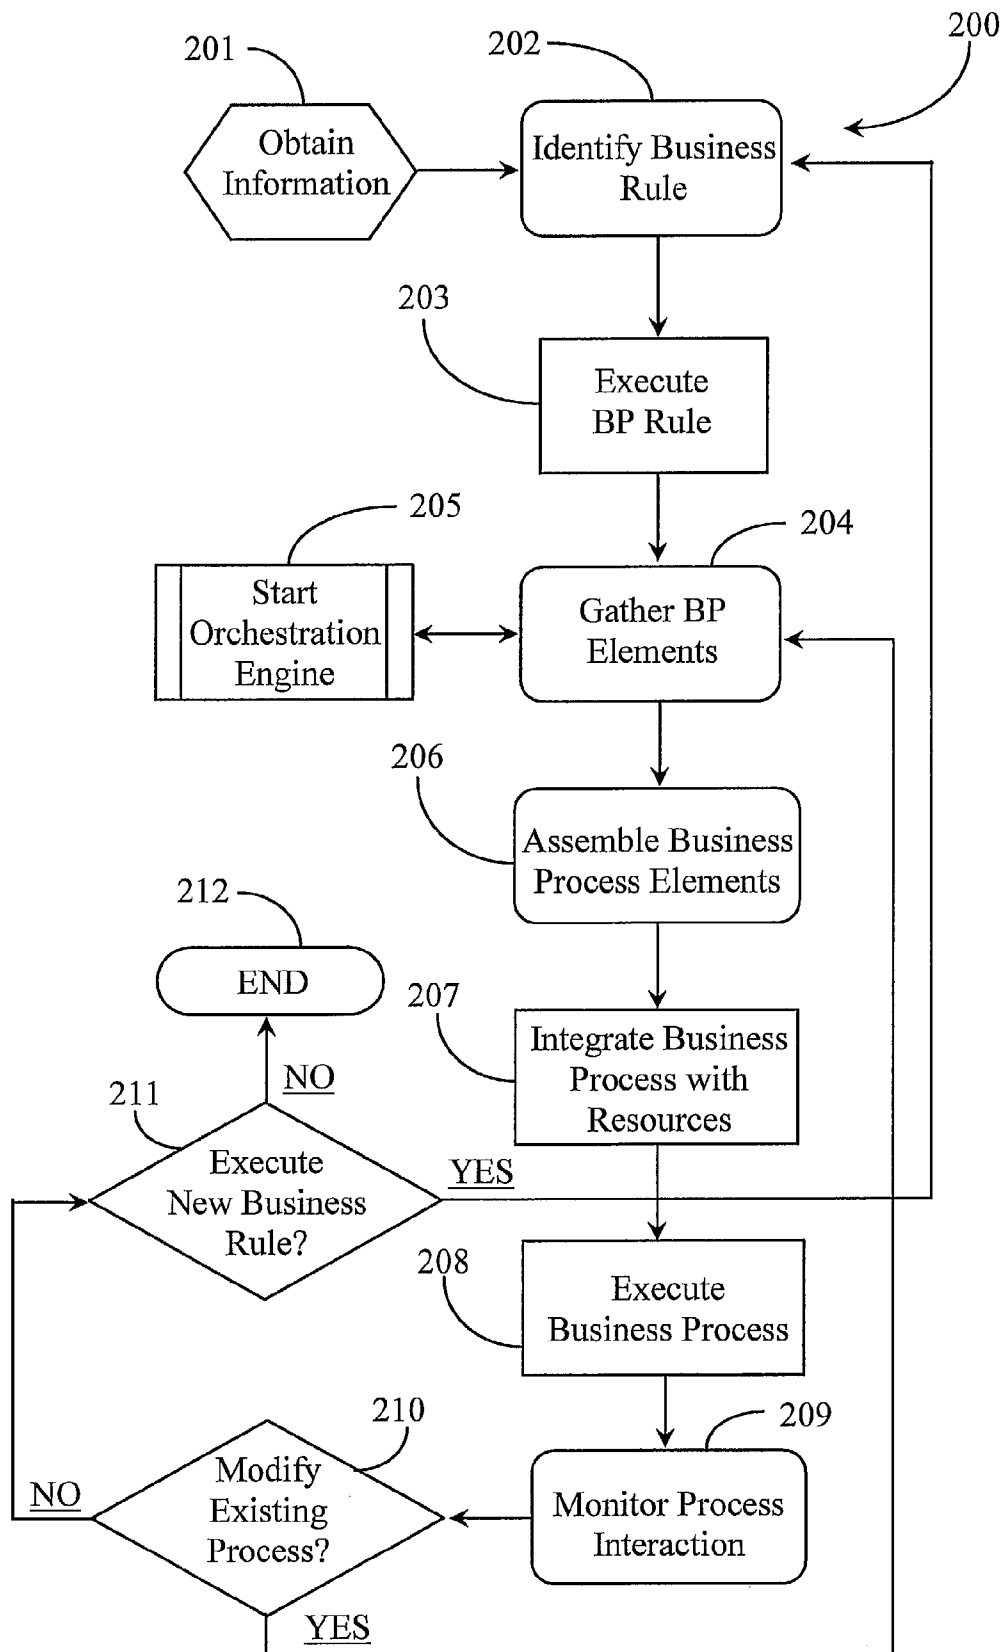 200
201
202
Obtain
Information
Identify Business
Rule
203
Execute
BP Rule
205
204
Start
Orchestration
Engine
Gather BP
Elements
206
Assemble Business
Process Elements
212
END
207
Integrate Business
Process with
Resources
NO
211
Execute
New Business
Rule?
YES
208
Execute
Business Process
210
209
Modify
Existing
Process?
NO
Monitor Process
Interaction
YES